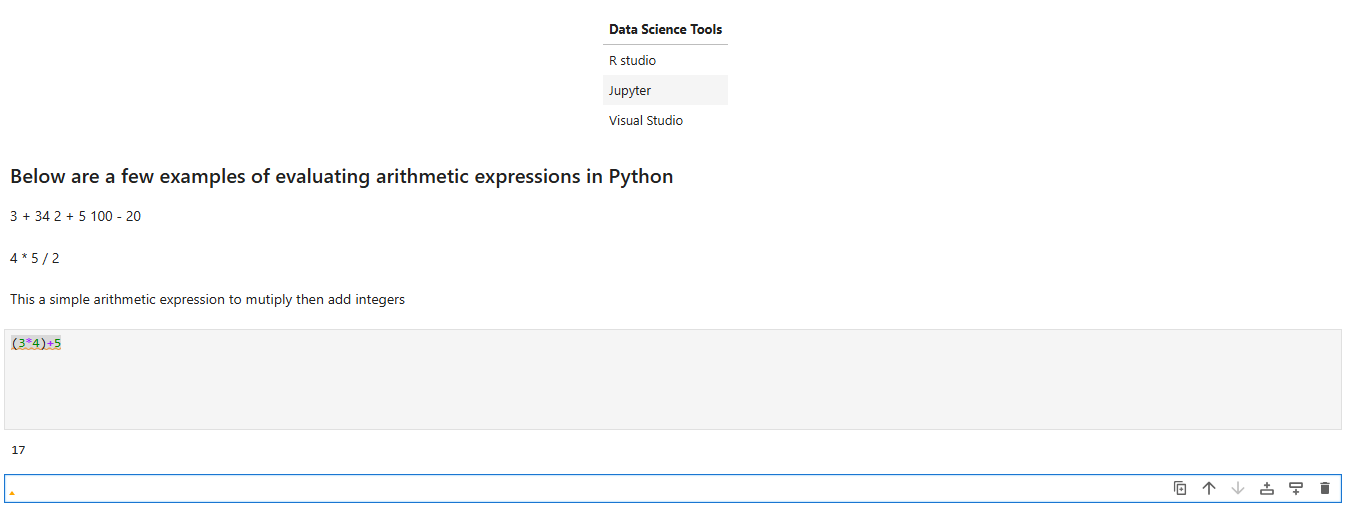 Data Science Tools
R studio
Jupyter
Visual Studio
Below are a few examples of evaluating arithmetic expressions in Python
3 + 34 2 + 5 100 - 20
4 * 5 / 2
This a simple arithmetic expression to mutiply then add integers
(3*4)+5
17